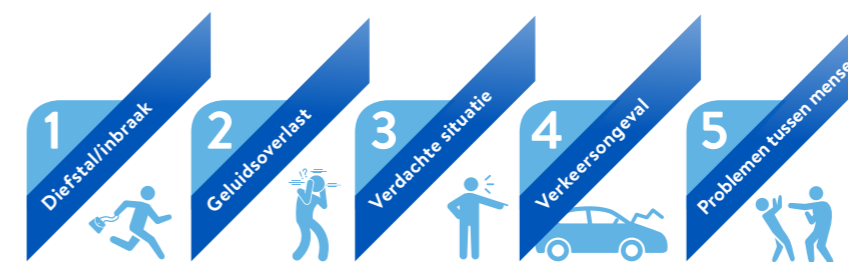 1
Diefstal/inbraak
2
Geluidsoverlast
!?
3
Verdachte situatie
4
Verkeersongeval
5
Problemen tussen mense